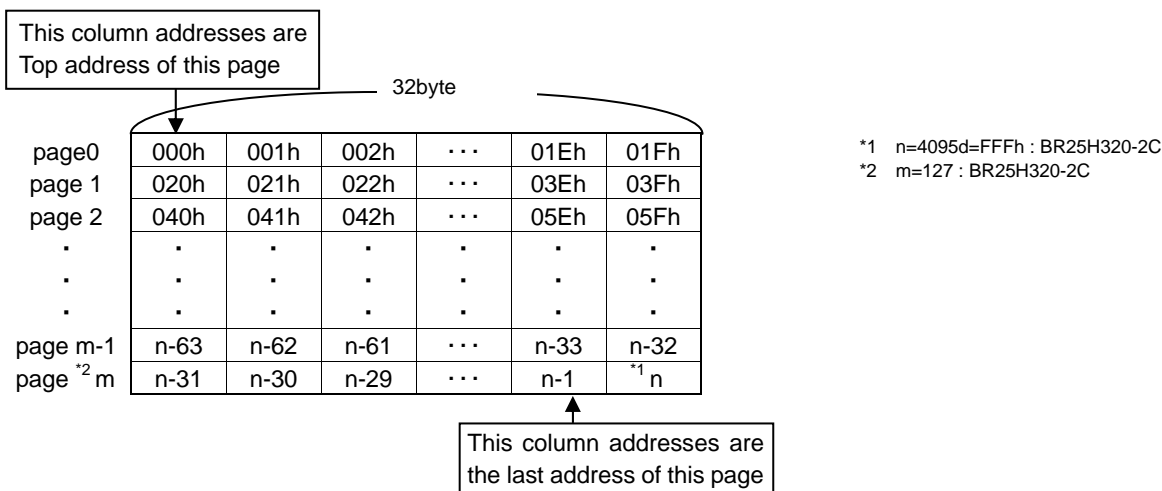 This column addresses are
Top address of this page
32byte
page0 000h 001h 002h ··· 01Eh 01Fh
page 1 020h 021h 022h ··· 03Eh 03Fh
page 2 040h 041h 042h ··· 05Eh 05Fh
· · · · · · ·
· · · · · · ·
· · · · · · ·
page m-1 n-63 n-62 n-61 ··· n-33 n-32
page *2 m n-31 n-30 n-29 ··· n-1 *1 n
This column addresses are
the last address of this page
*1 n=4095d=FFFh : BR25H320-2C
*2 m=127 : BR25H320-2C